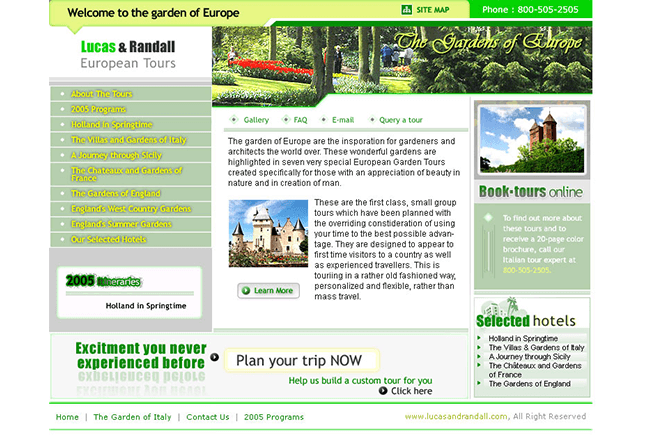 Welcome to the garden of Europe
SITE MAP
Phone : 800-505-2505
Lucas & Randall
European Tours
The Gardens of Europe
About The Tours
2005 Programs
Holland in Springtime
The Villas and Gardens of Italy
A Journey through Sicily
The Chateaux and Gardens of
France
The Gardens of England
England's West Country Gardens
England's Summer Gardens
Our Selected Hotels
2005 Itineraries
Holland in Springtime
Gallery
FAQ
E-mail
Query a tour
The garden of Europe are the insporation for gardeners and
architects the world over. These wonderful gardens are
highlighted in seven very special European Garden Tours
created specifically for those with an appreciation of beauty in
nature and in creation of man.
These are the first class, small group
tours which have been planned with
the overriding constideration of using
your time to the best possible advan-
tage. They are designed to appear to
first time visitors to a country as well
as experienced travellers. This is
touriing in a rather old fashioned way,
personalized and flexible, rather than
mass travel.
Learn More
Book·tours online
To find out more about
these tours and to
receive a 20-page color
brochure, call our
Italian tour expert at
800-505-2505.
Selected hotels
Holland in Springtime
The Villas & Gardens of Italy
A Journey through Sicily
The Châteaux and Gardens
of France
The Gardens of England
Excitment you never
experienced before
Plan your trip NOW
Help us build a custom tour for you
Click here
Home | The Garden of Italy | Contact Us | 2005 Programs
www.lucasandrandall.com, All Right Reserved